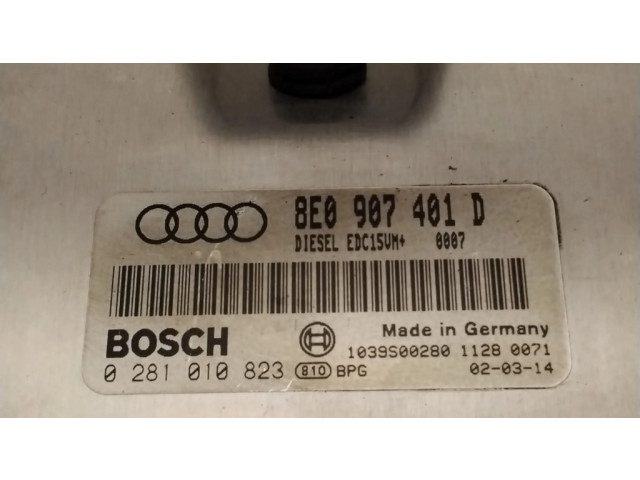 8E0 907 401 D
DIESEL EDC15VM+ 0007
BOSCH
Made in Germany
1039S00280 1128 0071
0 281 010 823 810 BPG 02-03-14